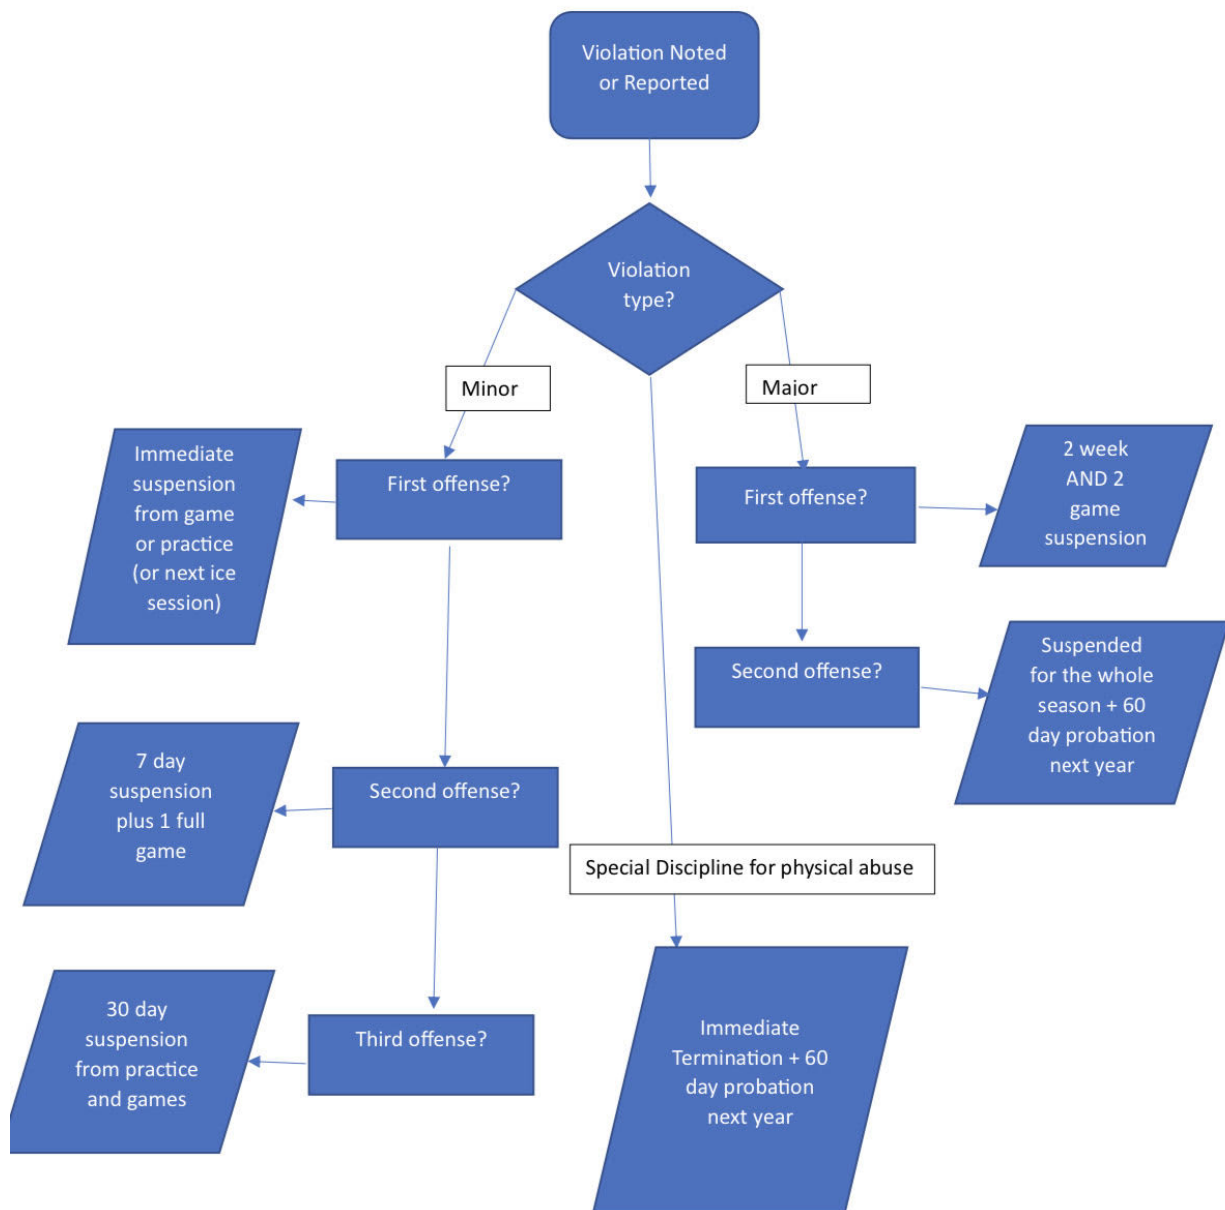 Violation Noted
or Reported
Violation
type?
Minor
Major
Immediate
suspension
from game
or practice
(or next ice
session)
First offense?
First offense?
2 week
AND 2
game
suspension
Second offense?
Suspended
for the whole
season + 60
day probation
next year
7 day
suspension
plus 1 full
game
Second offense?
Special Discipline for physical abuse
30 day
suspension
from practice
and games
Third offense?
Immediate
Termination + 60
day probation
next year